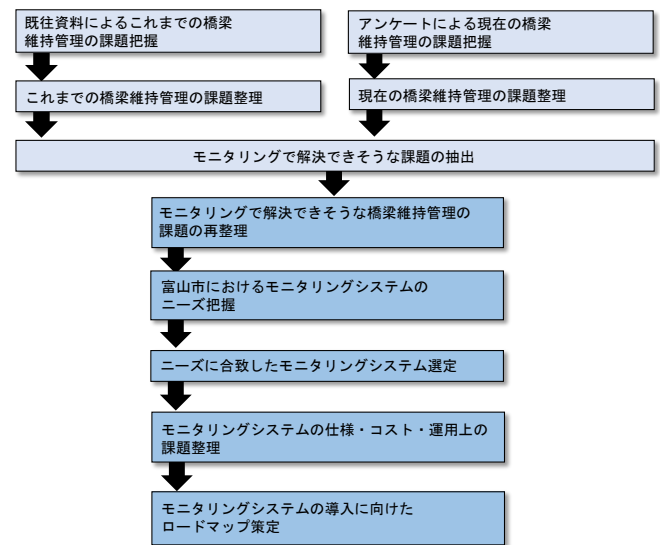 既往資料によるこれまでの橋梁
維持管理の課題把握
アンケートによる現在の橋梁
維持管理の課題把握
これまでの橋梁維持管理の課題整理
現在の橋梁維持管理の課題整理
モニタリングで解決できそうな課題の抽出
モニタリングで解決できそうな橋梁維持管理の
課題の再整理
富山市におけるモニタリングシステムの
ニーズ把握
ニーズに合致したモニタリングシステム選定
モニタリングシステムの仕様・コスト・運用上の
課題整理
モニタリングシステムの導入に向けた
ロードマップ策定